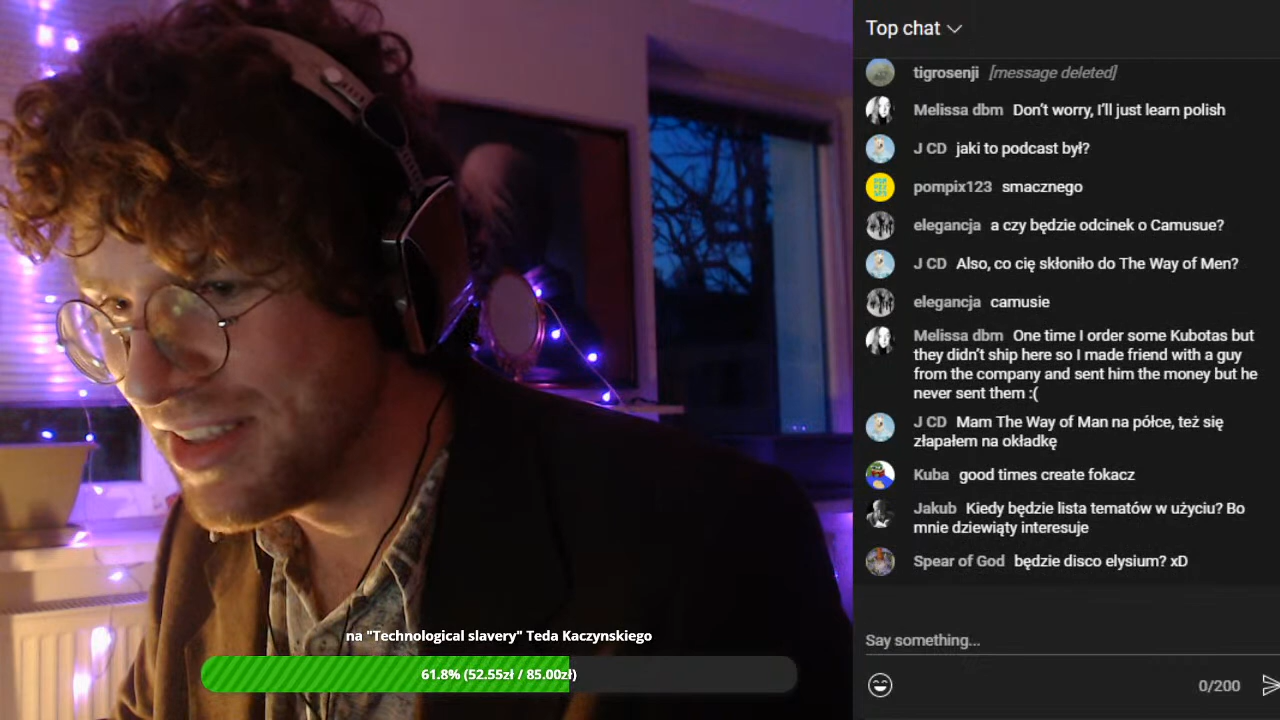 Top chat
tigrosenji [message deleted]
Melissa dbm Don't worry, I'll just learn polish
J CD jaki to podcast był?
pompix123 smacznego
elegancja a czy będzie odcinek o Camusue?
J CD Also, co cię skłoniło do The Way of Men?
elegancja camusie
Melissa dbm One time I order some Kubotas but
they didn't ship here so I made friend with a guy
from the company and sent him the money but he
never sent them :(
J CD Mam The Way of Man na półce, też się
złapałem na okładkę
Kuba good times create fokacz
Jakub Kiedy będzie lista tematów w użyciu? Bo
mnie dziewiąty interesuje
Spear of God będzie disco elysium? xD
Say something...
0/200
na "Technological slavery" Teda Kaczynskiego
61.8% (52.55zł / 85.00zł)